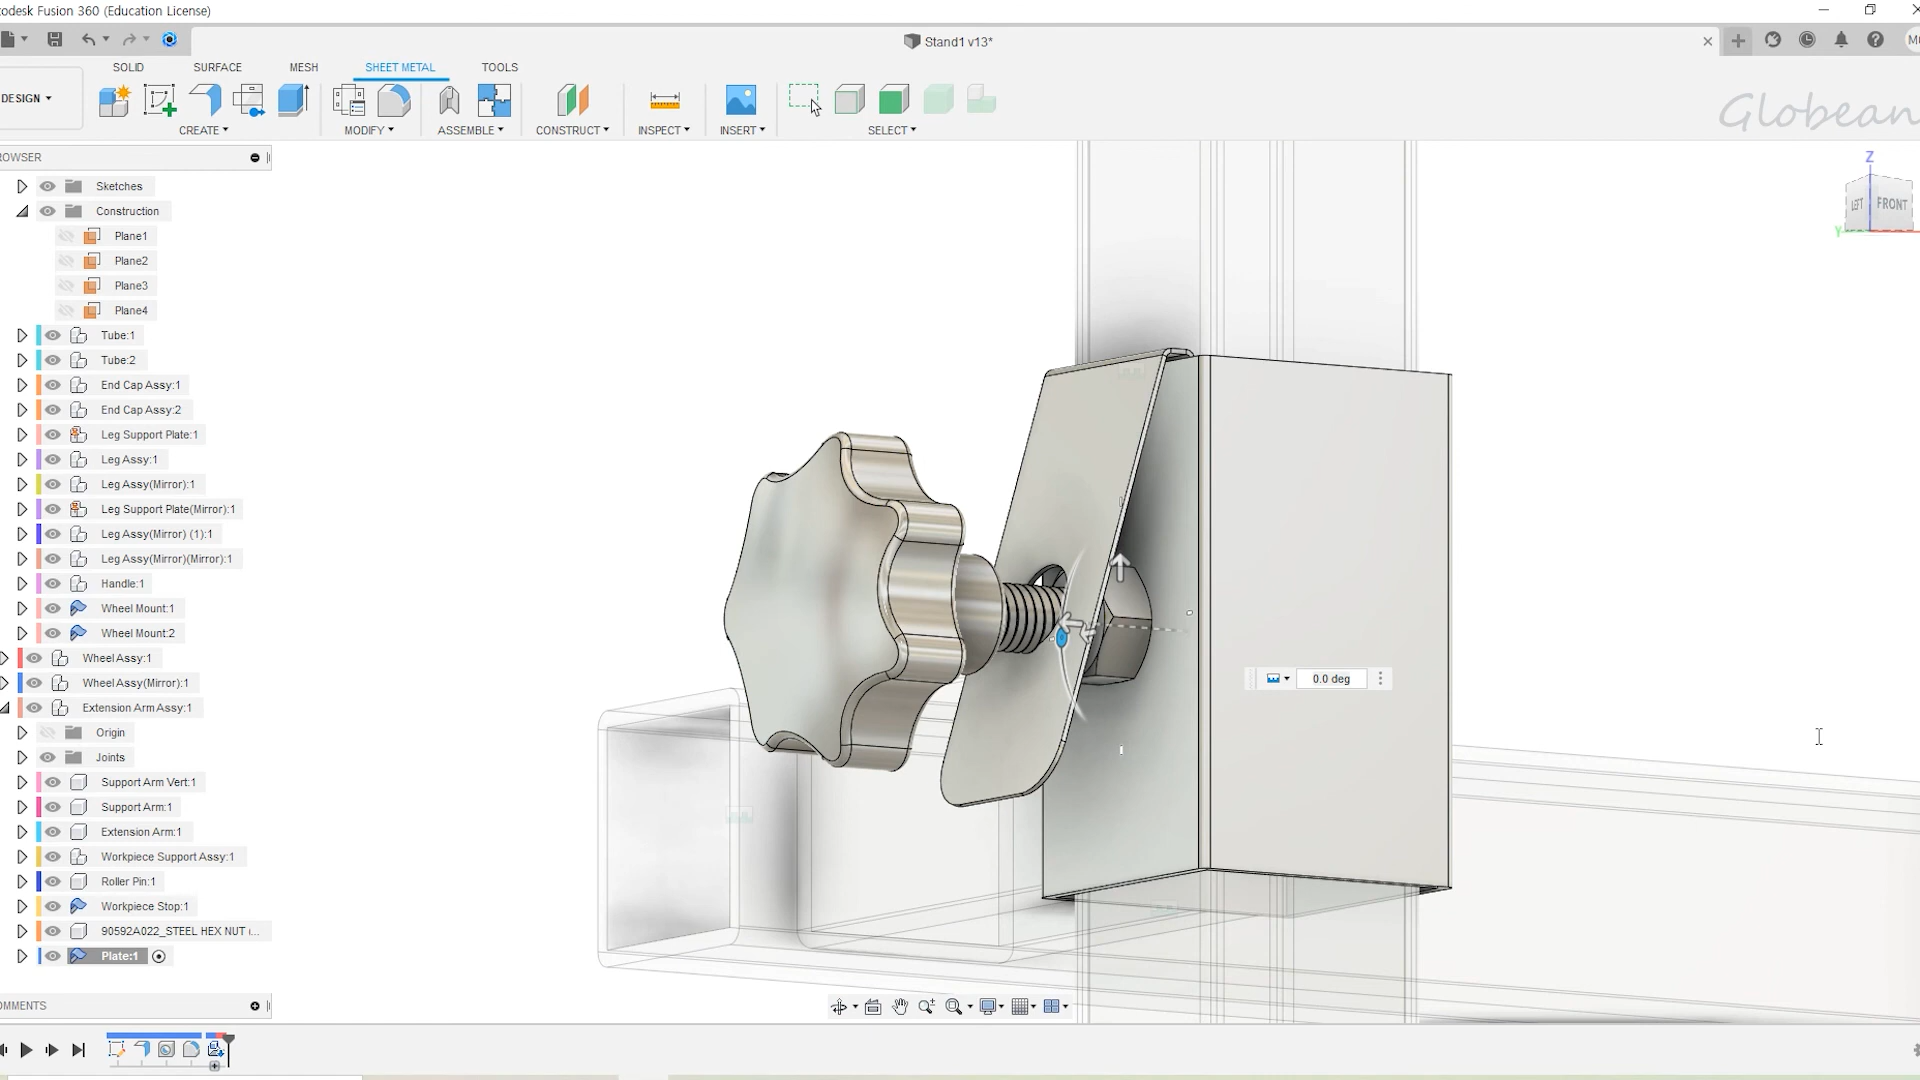 odesk Fusion 360 (Education License)
Stand1 v13*
SOLID SURFACE MESH SHEET METAL TOOLS
DESIGN
CREATE MODIFY ASSEMBLE CONSTRUCT INSPECT INSERT SELECT
Globean
ROWSER
Sketches
Construction
Plane1
Plane2
Plane3
Plane4
Tube:1
Tube:2
End Cap Assy:1
End Cap Assy:2
Leg Support Plate:1
Leg Assy:1
Leg Assy(Mirror):1
Leg Support Plate(Mirror):1
Leg Assy(Mirror) (1):1
Leg Assy(Mirror)(Mirror):1
Handle:1
Wheel Mount:1
Wheel Mount:2
Wheel Assy:1
Wheel Assy(Mirror):1
Extension Arm Assy:1
Origin
Joints
Support Arm Vert:1
Support Arm:1
Extension Arm:1
Workpiece Support Assy:1
Roller Pin:1
Workpiece Stop:1
90592A022_STEEL HEX NUT (...
Plate:1
OMMENTS
Z
LEFT FRONT
Y
0.0 deg